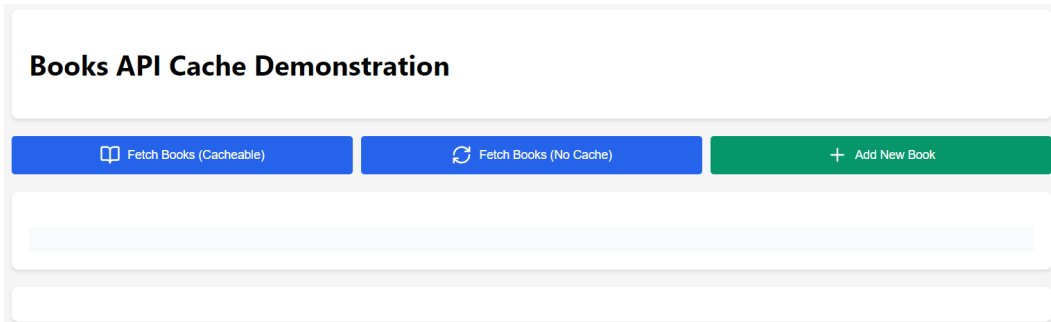 Books API Cache Demonstration
Fetch Books (Cacheable)
Fetch Books (No Cache)
Add New Book